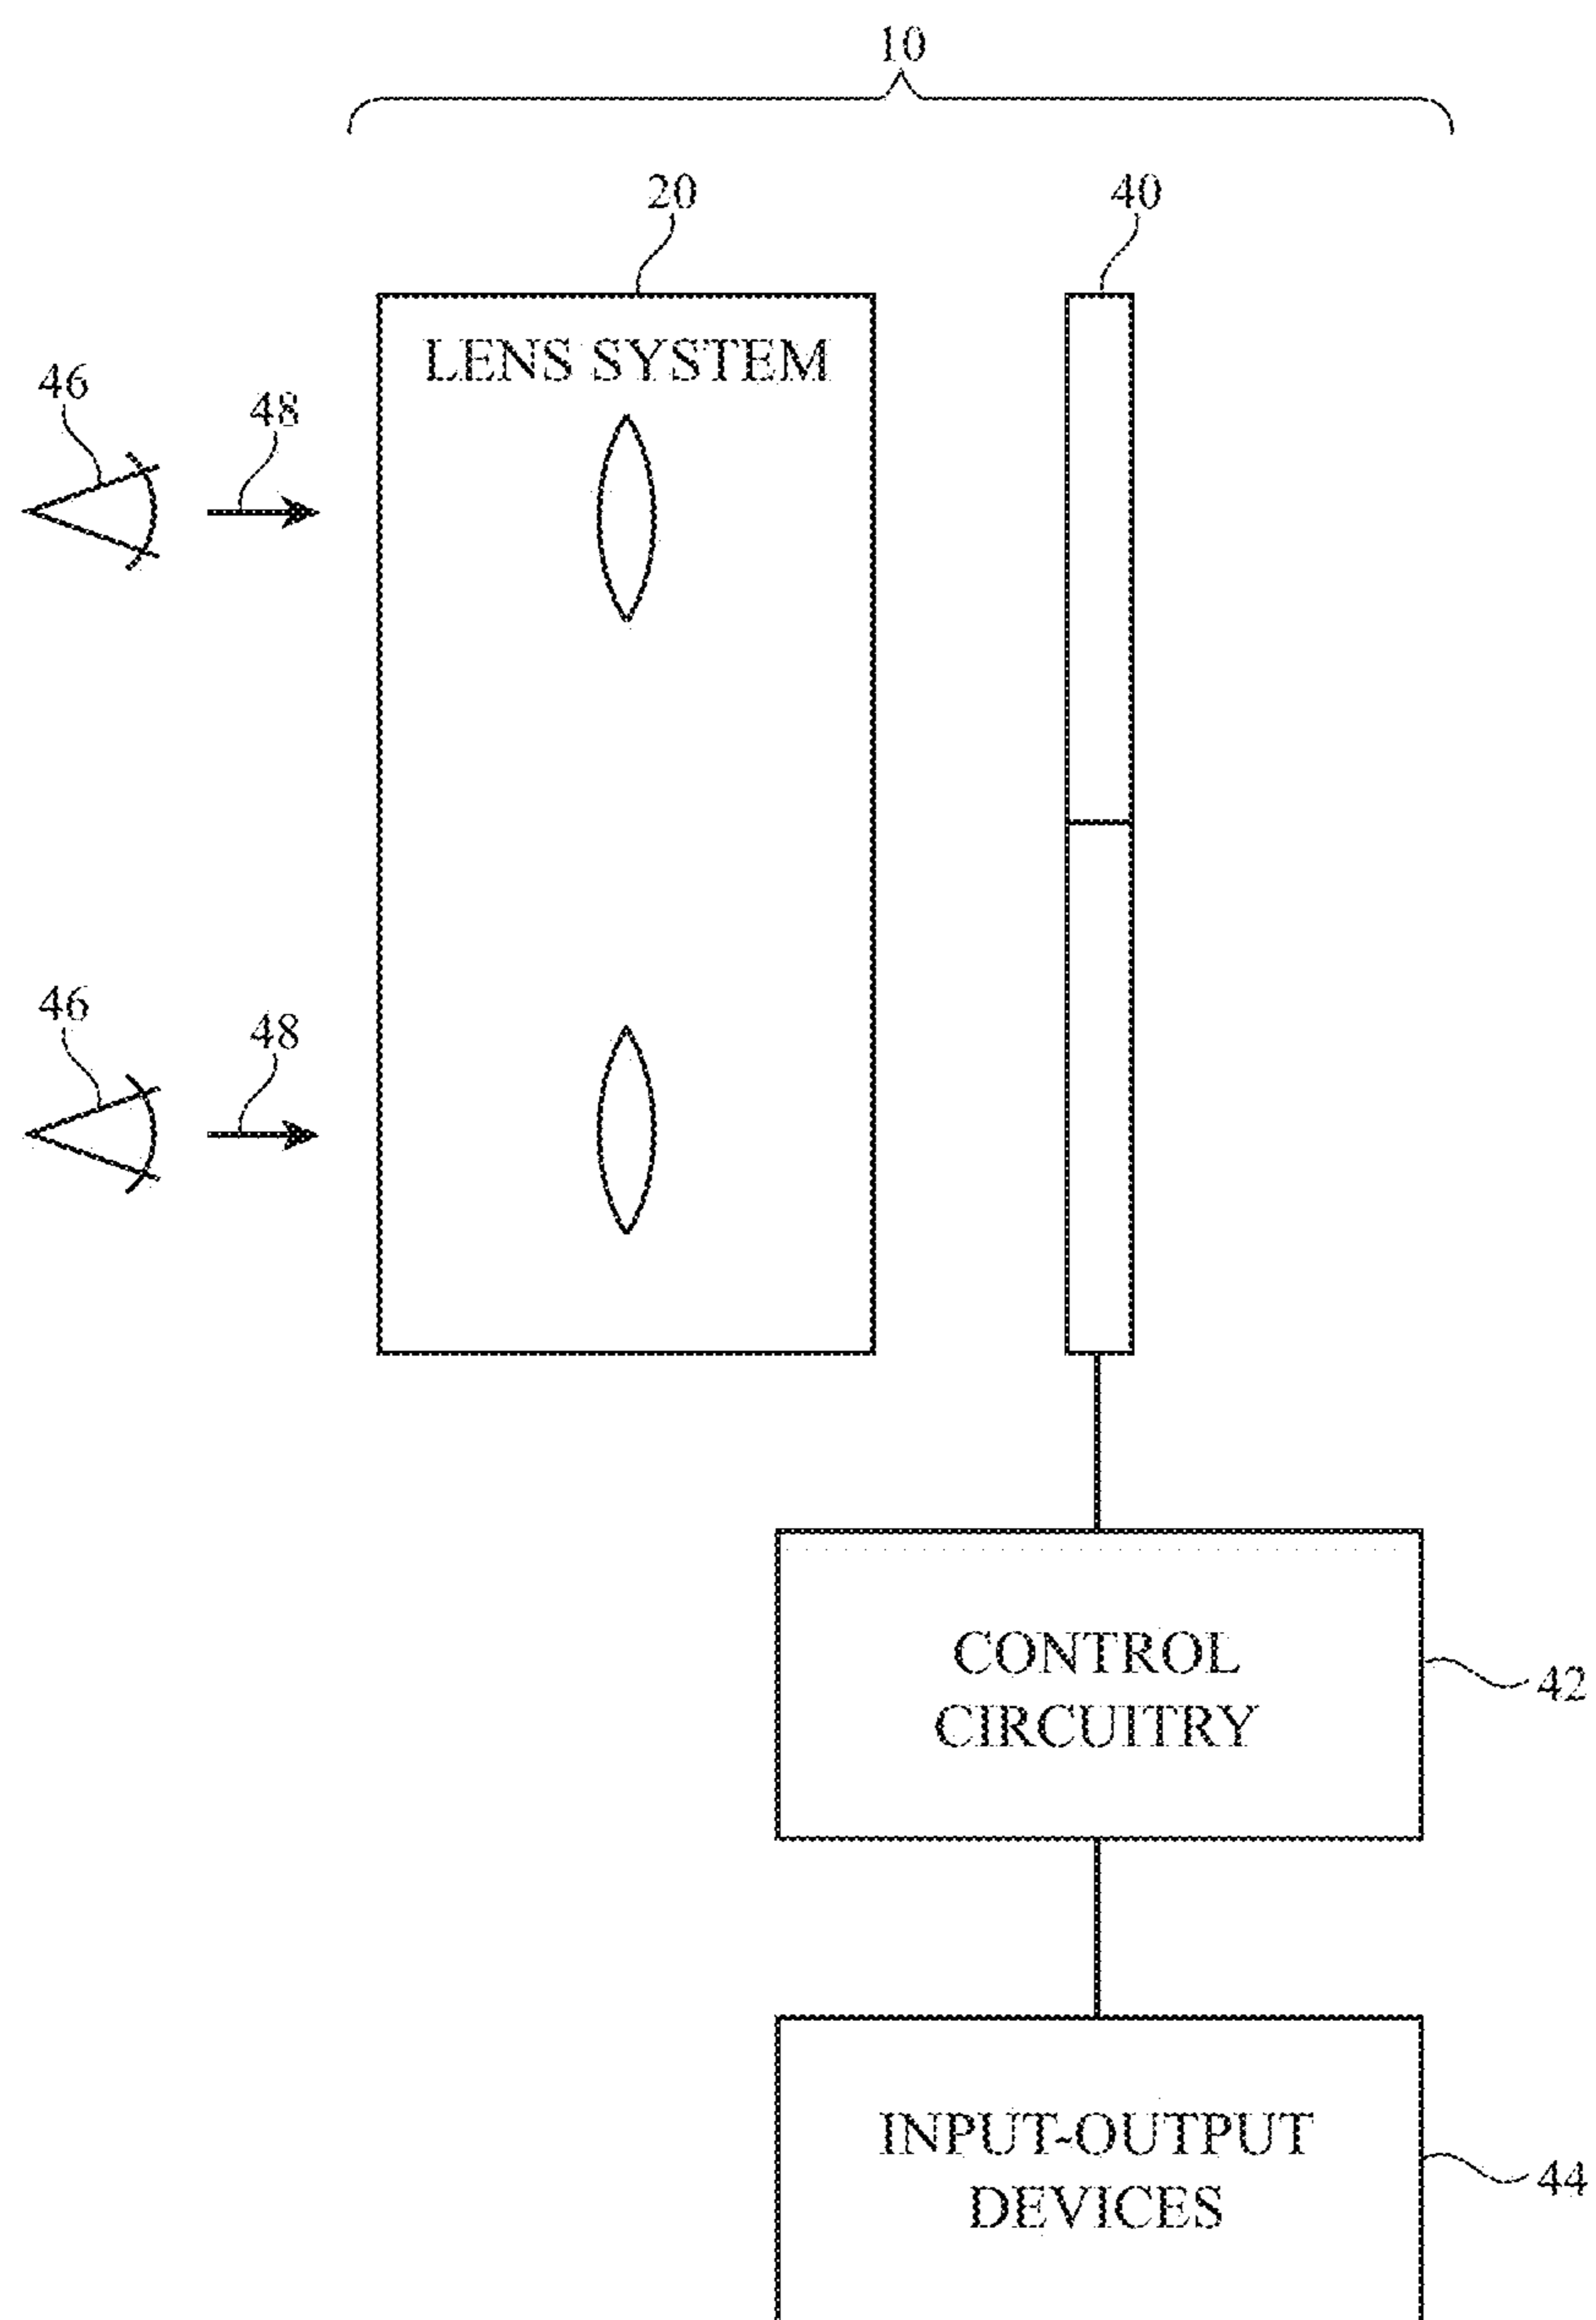 10
20
40
LENS SYSTEM
46
48
46
48
CONTROL
CIRCUITRY
42
INPUT-OUTPUT
DEVICES
44